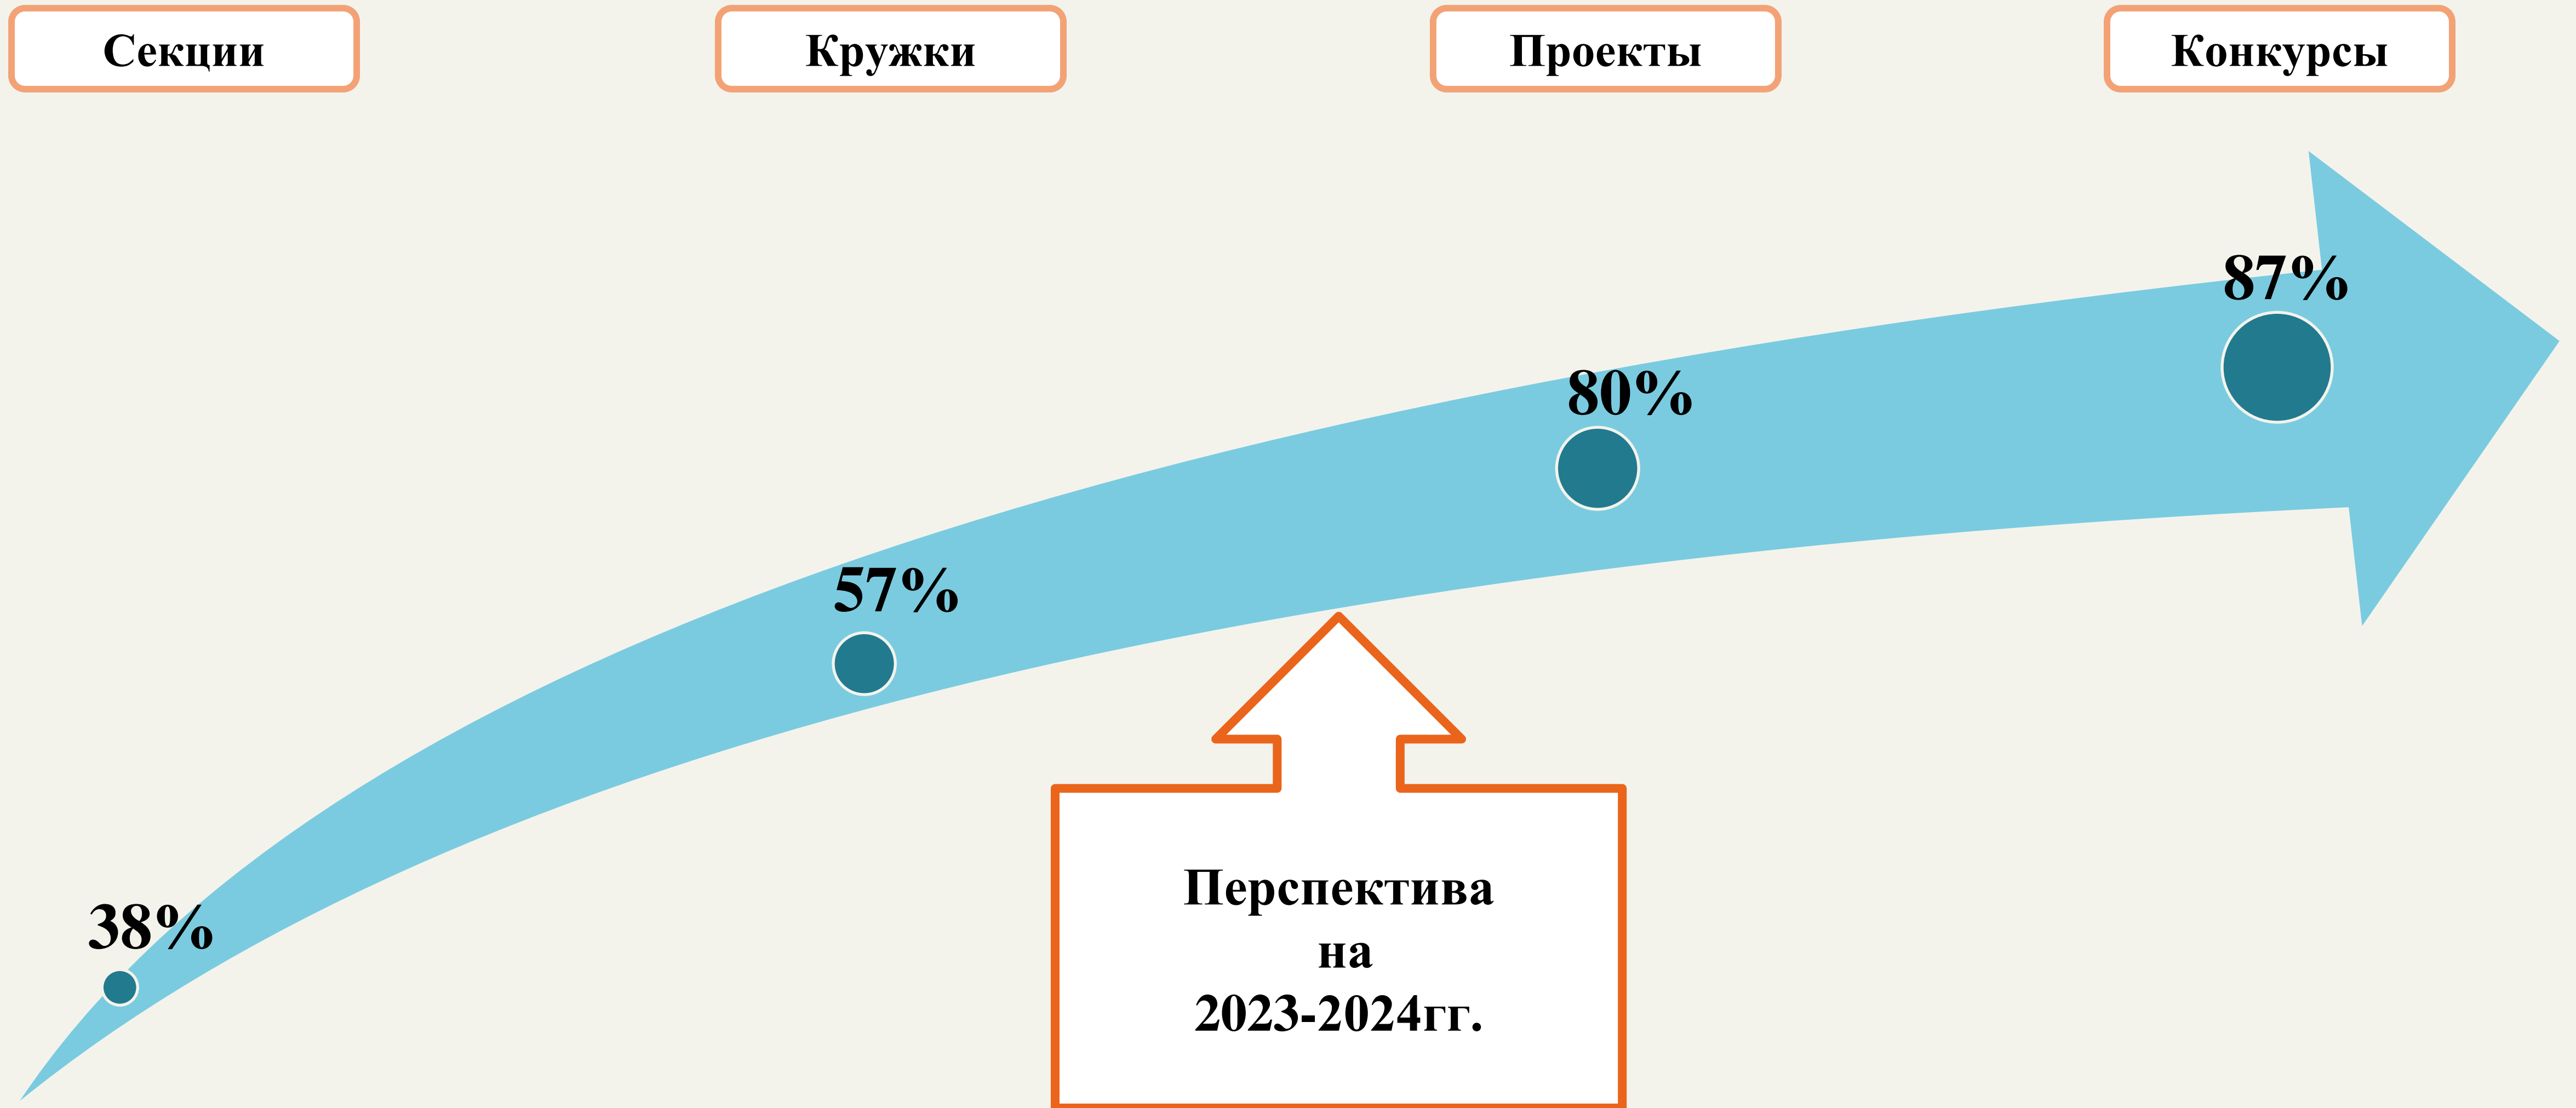 Секции
Кружки
Проекты
Конкурсы
87%
80%
57%
38%
Перспектива
на
2023-2024гг.